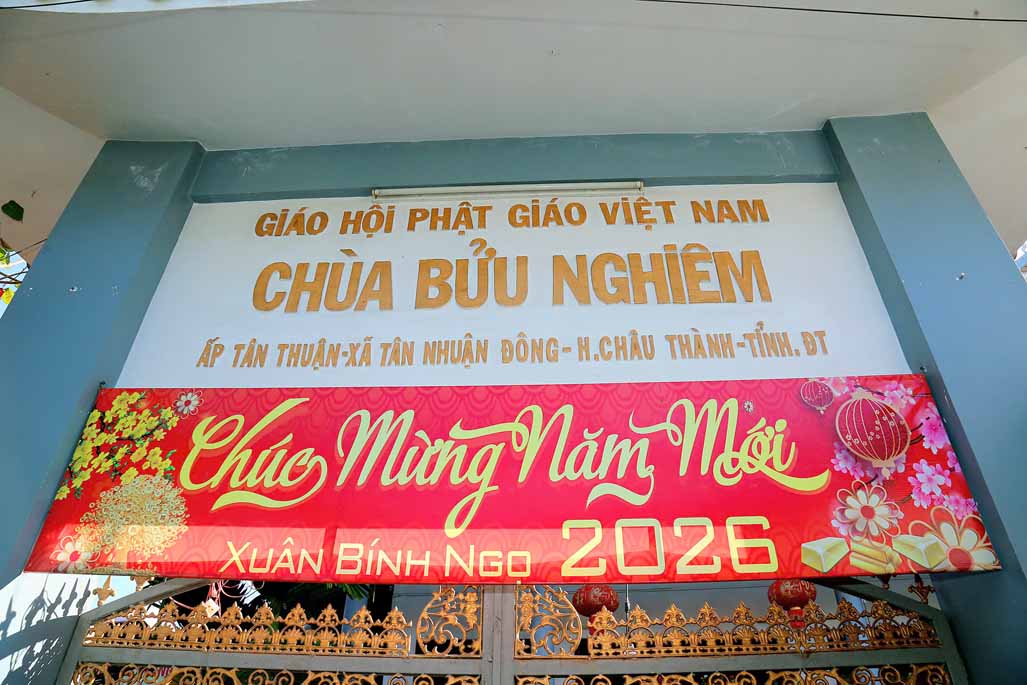 GIÁO HỘI PHẬT GIÁO VIỆT NAM
CHÙA BỬU NGHIÊM
ẤP TÂN THUẬN-XÃ TÂN NHUẬN ĐÔNG-H.CHÂU THÀNH-TỈNH.ĐT
Chúc Mừng Năm Mới
XUÂN BÍNH NGỌ 2026